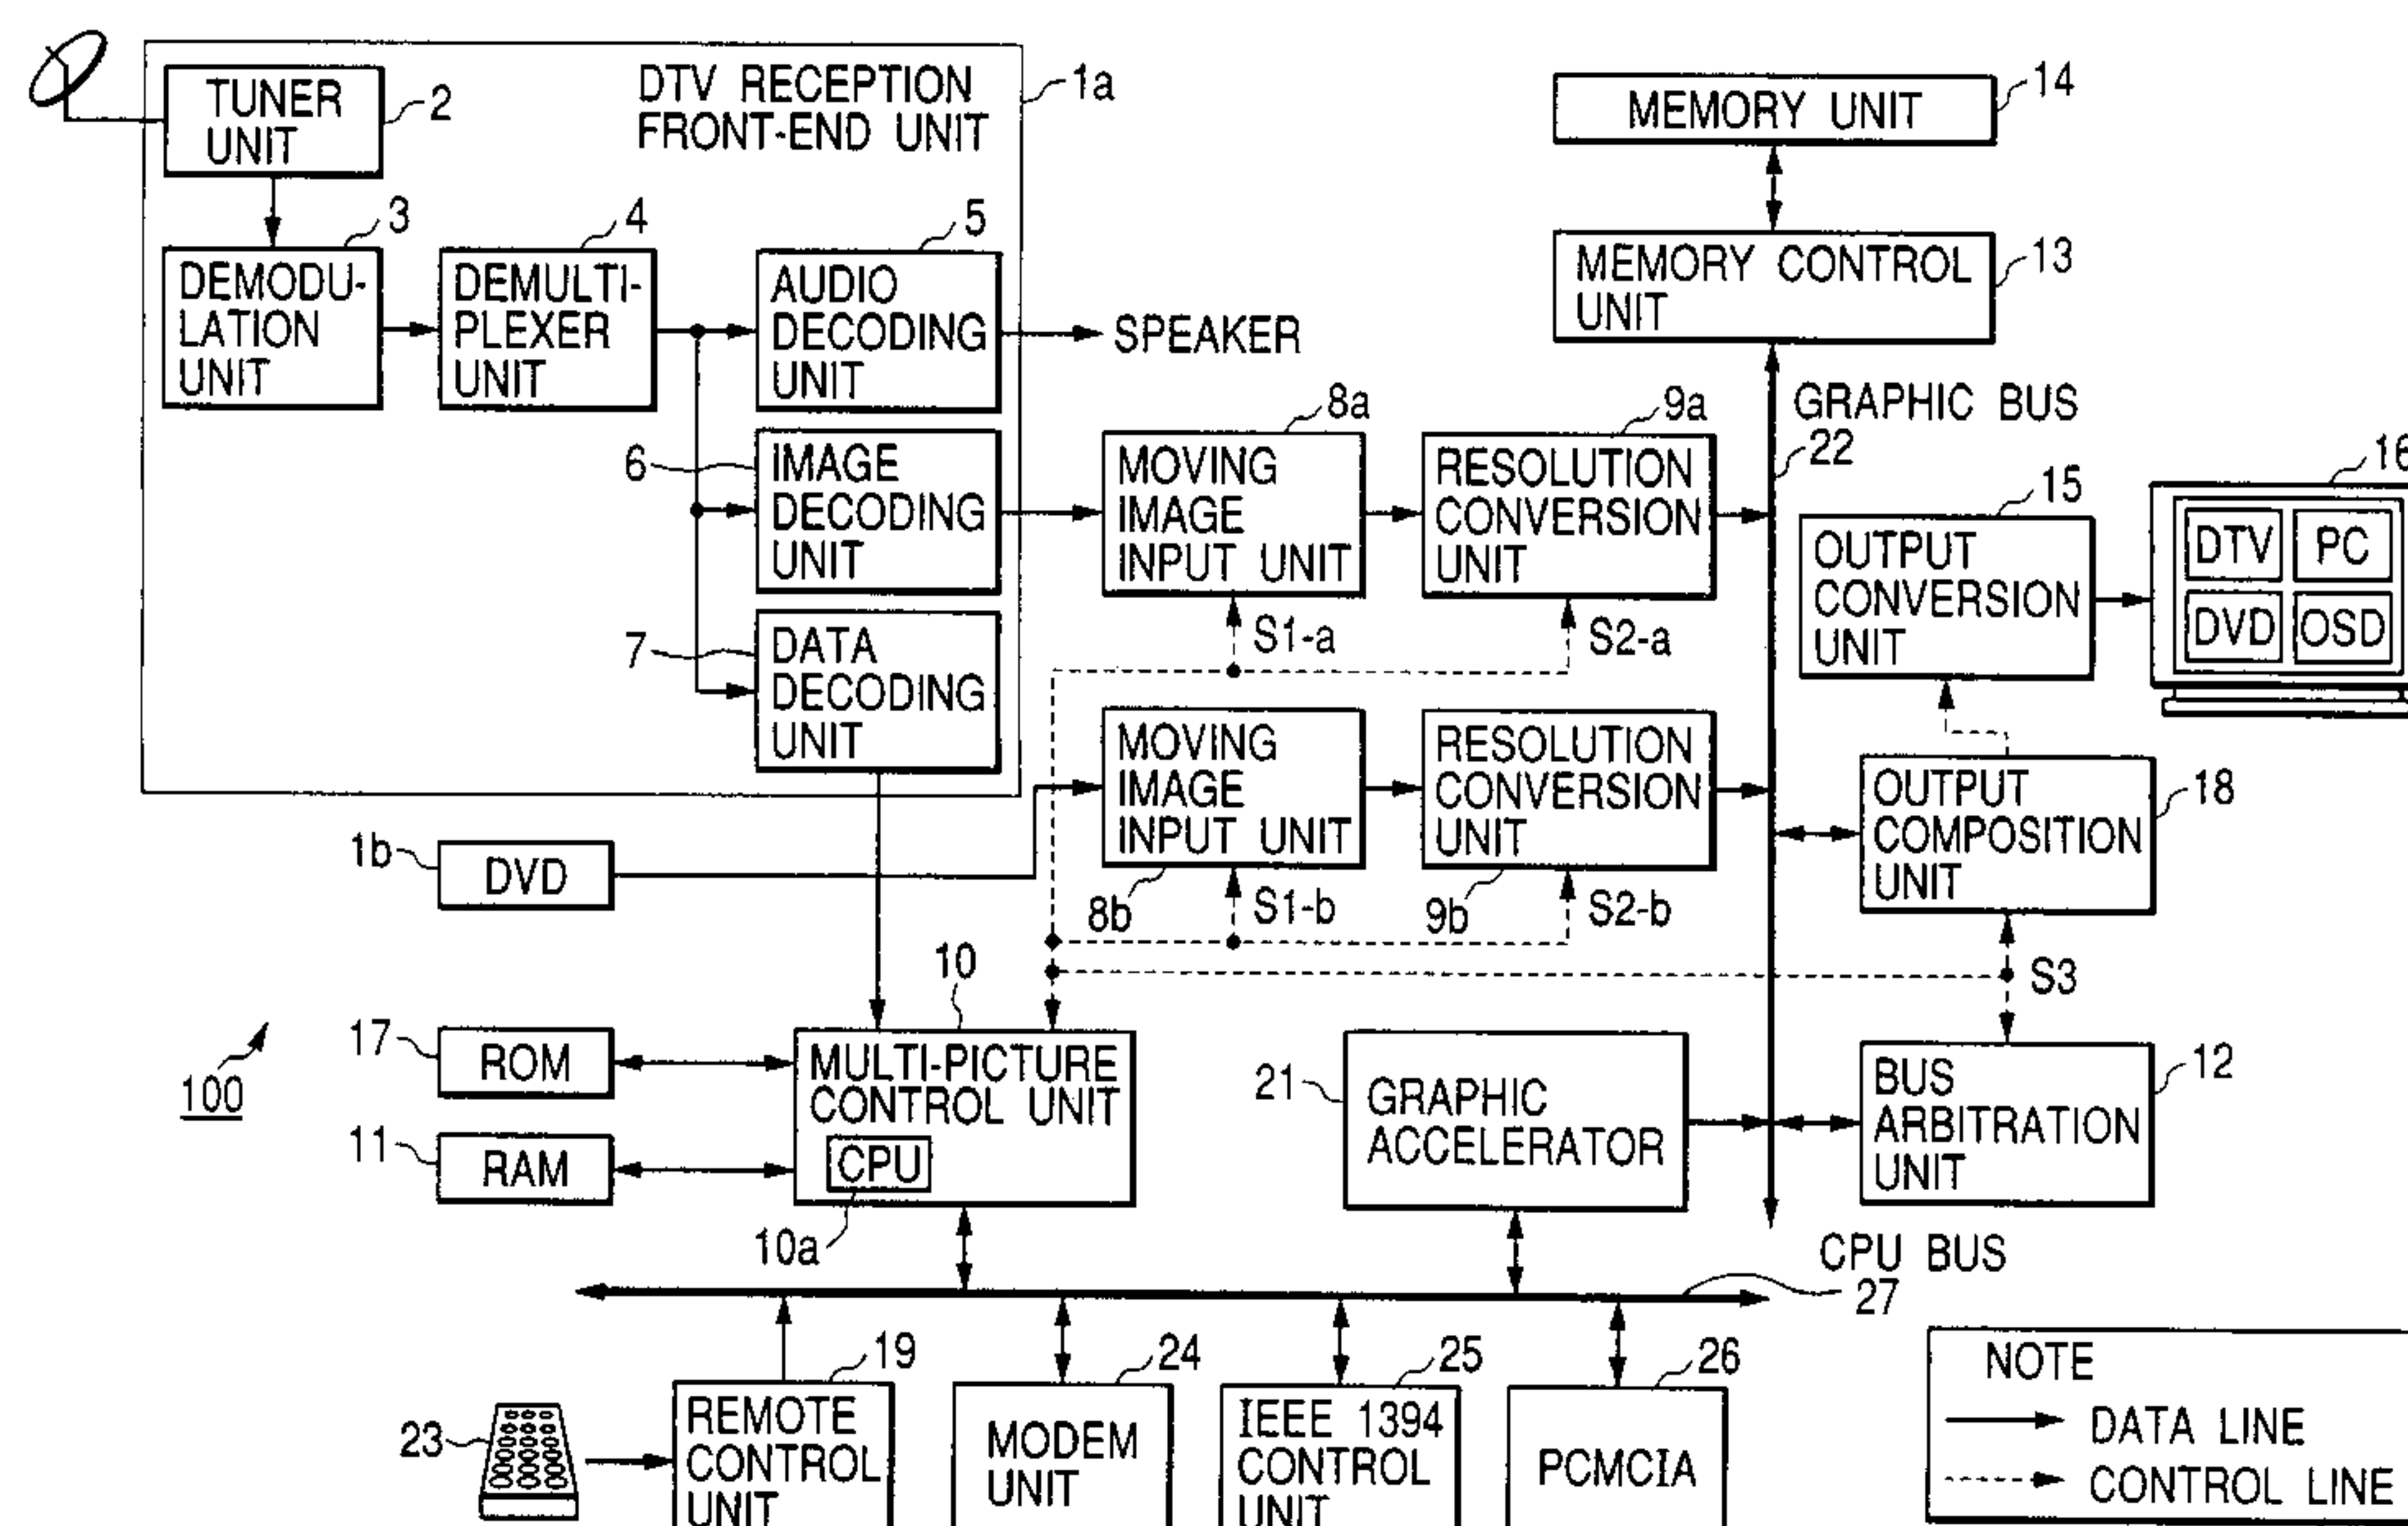 TUNER
UNIT
2
DTV RECEPTION
FRONT-END UNIT
1a
MEMORY UNIT
14
3
DEMODU-
LATION
UNIT
4
DEMULTI-
PLEXER
UNIT
5
AUDIO
DECODING
UNIT
SPEAKER
MEMORY CONTROL
UNIT
13
GRAPHIC BUS
22
6
IMAGE
DECODING
UNIT
8a
MOVING
IMAGE
INPUT UNIT
9a
RESOLUTION
CONVERSION
UNIT
15
OUTPUT
CONVERSION
UNIT
16
DTV
PC
DVD
OSD
7
DATA
DECODING
UNIT
S1-a
S2-a
MOVING
IMAGE
INPUT UNIT
8b
RESOLUTION
CONVERSION
UNIT
9b
OUTPUT
COMPOSITION
UNIT
18
1b
DVD
S1-b
S2-b
S3
10
17
ROM
100
11
RAM
MULTI-PICTURE
CONTROL UNIT
CPU
10a
21
GRAPHIC
ACCELERATOR
BUS
ARBITRATION
UNIT
12
CPU BUS
27
23
19
REMOTE
CONTROL
UNIT
24
MODEM
UNIT
25
IEEE 1394
CONTROL
UNIT
26
PCMCIA
NOTE
DATA LINE
CONTROL LINE